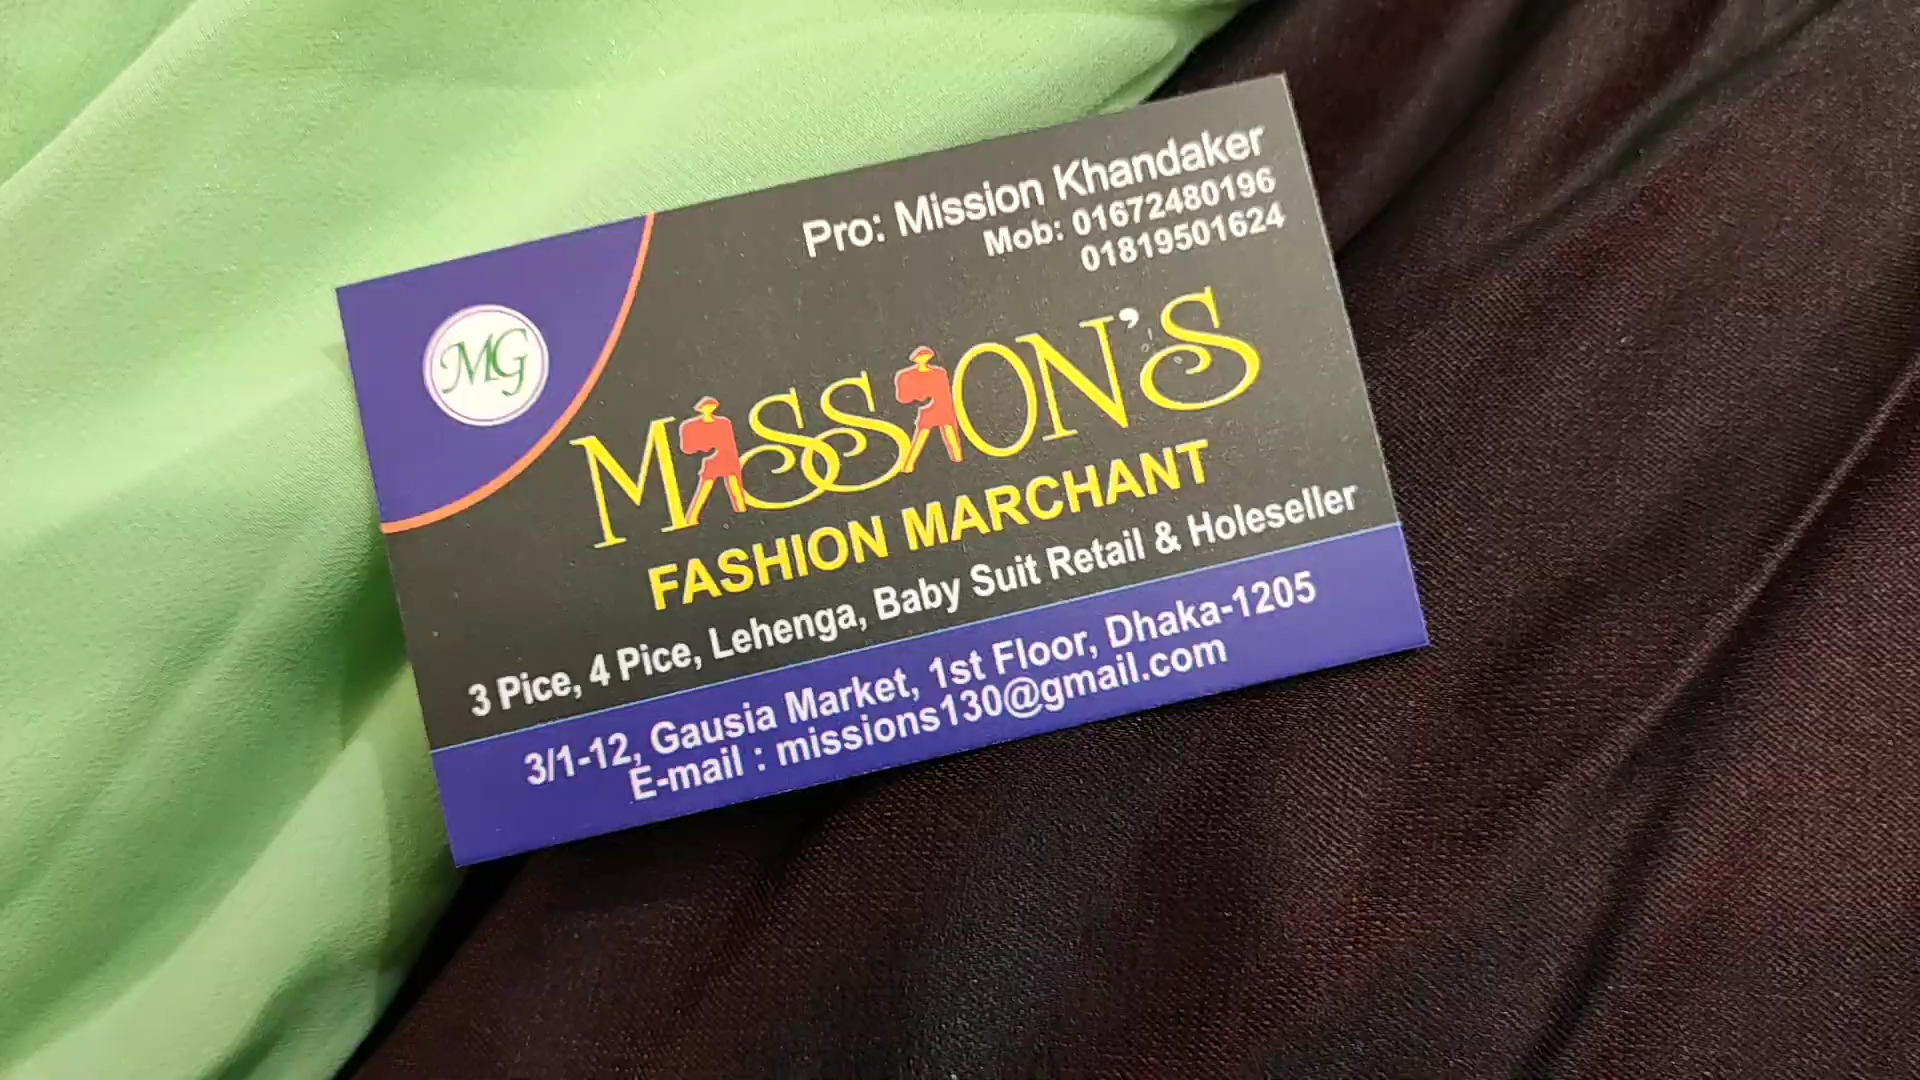 Pro: Mission Khandaker
Mob: 01672480196
01819501624
MG
MiSSiON'S
FASHION MARCHANT
3 Pice, 4 Pice, Lehenga, Baby Suit Retail & Holeseller
3/1-12, Gausia Market, 1st Floor, Dhaka-1205
E-mail : missions130@gmail.com